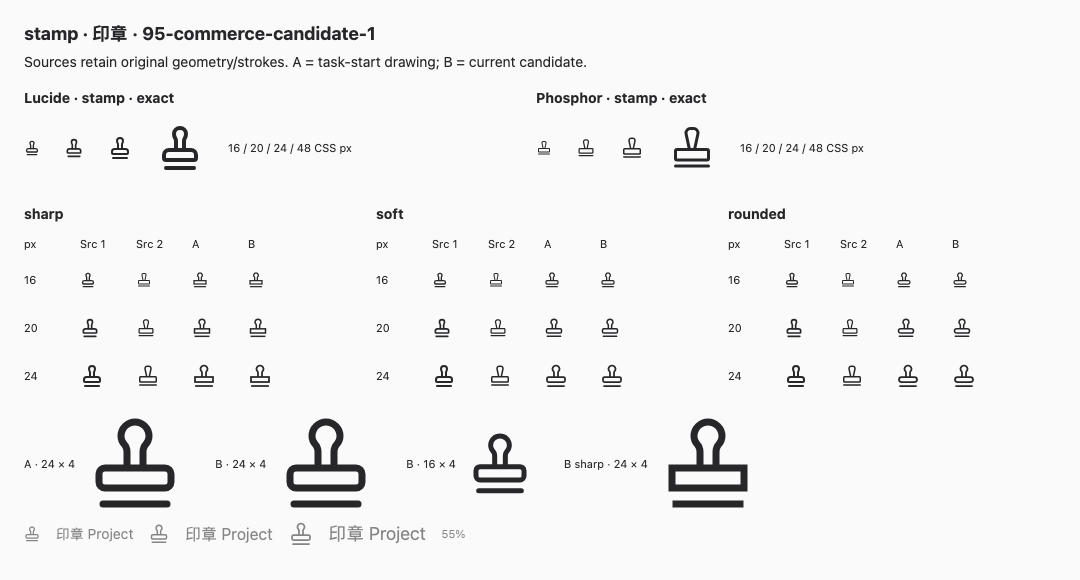 stamp · 印章 · 95-commerce-candidate-1
Sources retain original geometry/strokes. A = task-start drawing; B = current candidate.
Lucide · stamp · exact
Phosphor · stamp · exact
16 / 20 / 24 / 48 CSS px
16 / 20 / 24 / 48 CSS px
sharp
soft
rounded
px Src 1 Src 2 A B
px Src 1 Src 2 A B
px Src 1 Src 2 A B
16
16
16
20
20
20
24
24
24
A · 24 × 4
B · 24 × 4
B · 16 × 4
B sharp · 24 × 4
印章 Project
印章 Project
印章 Project
55%